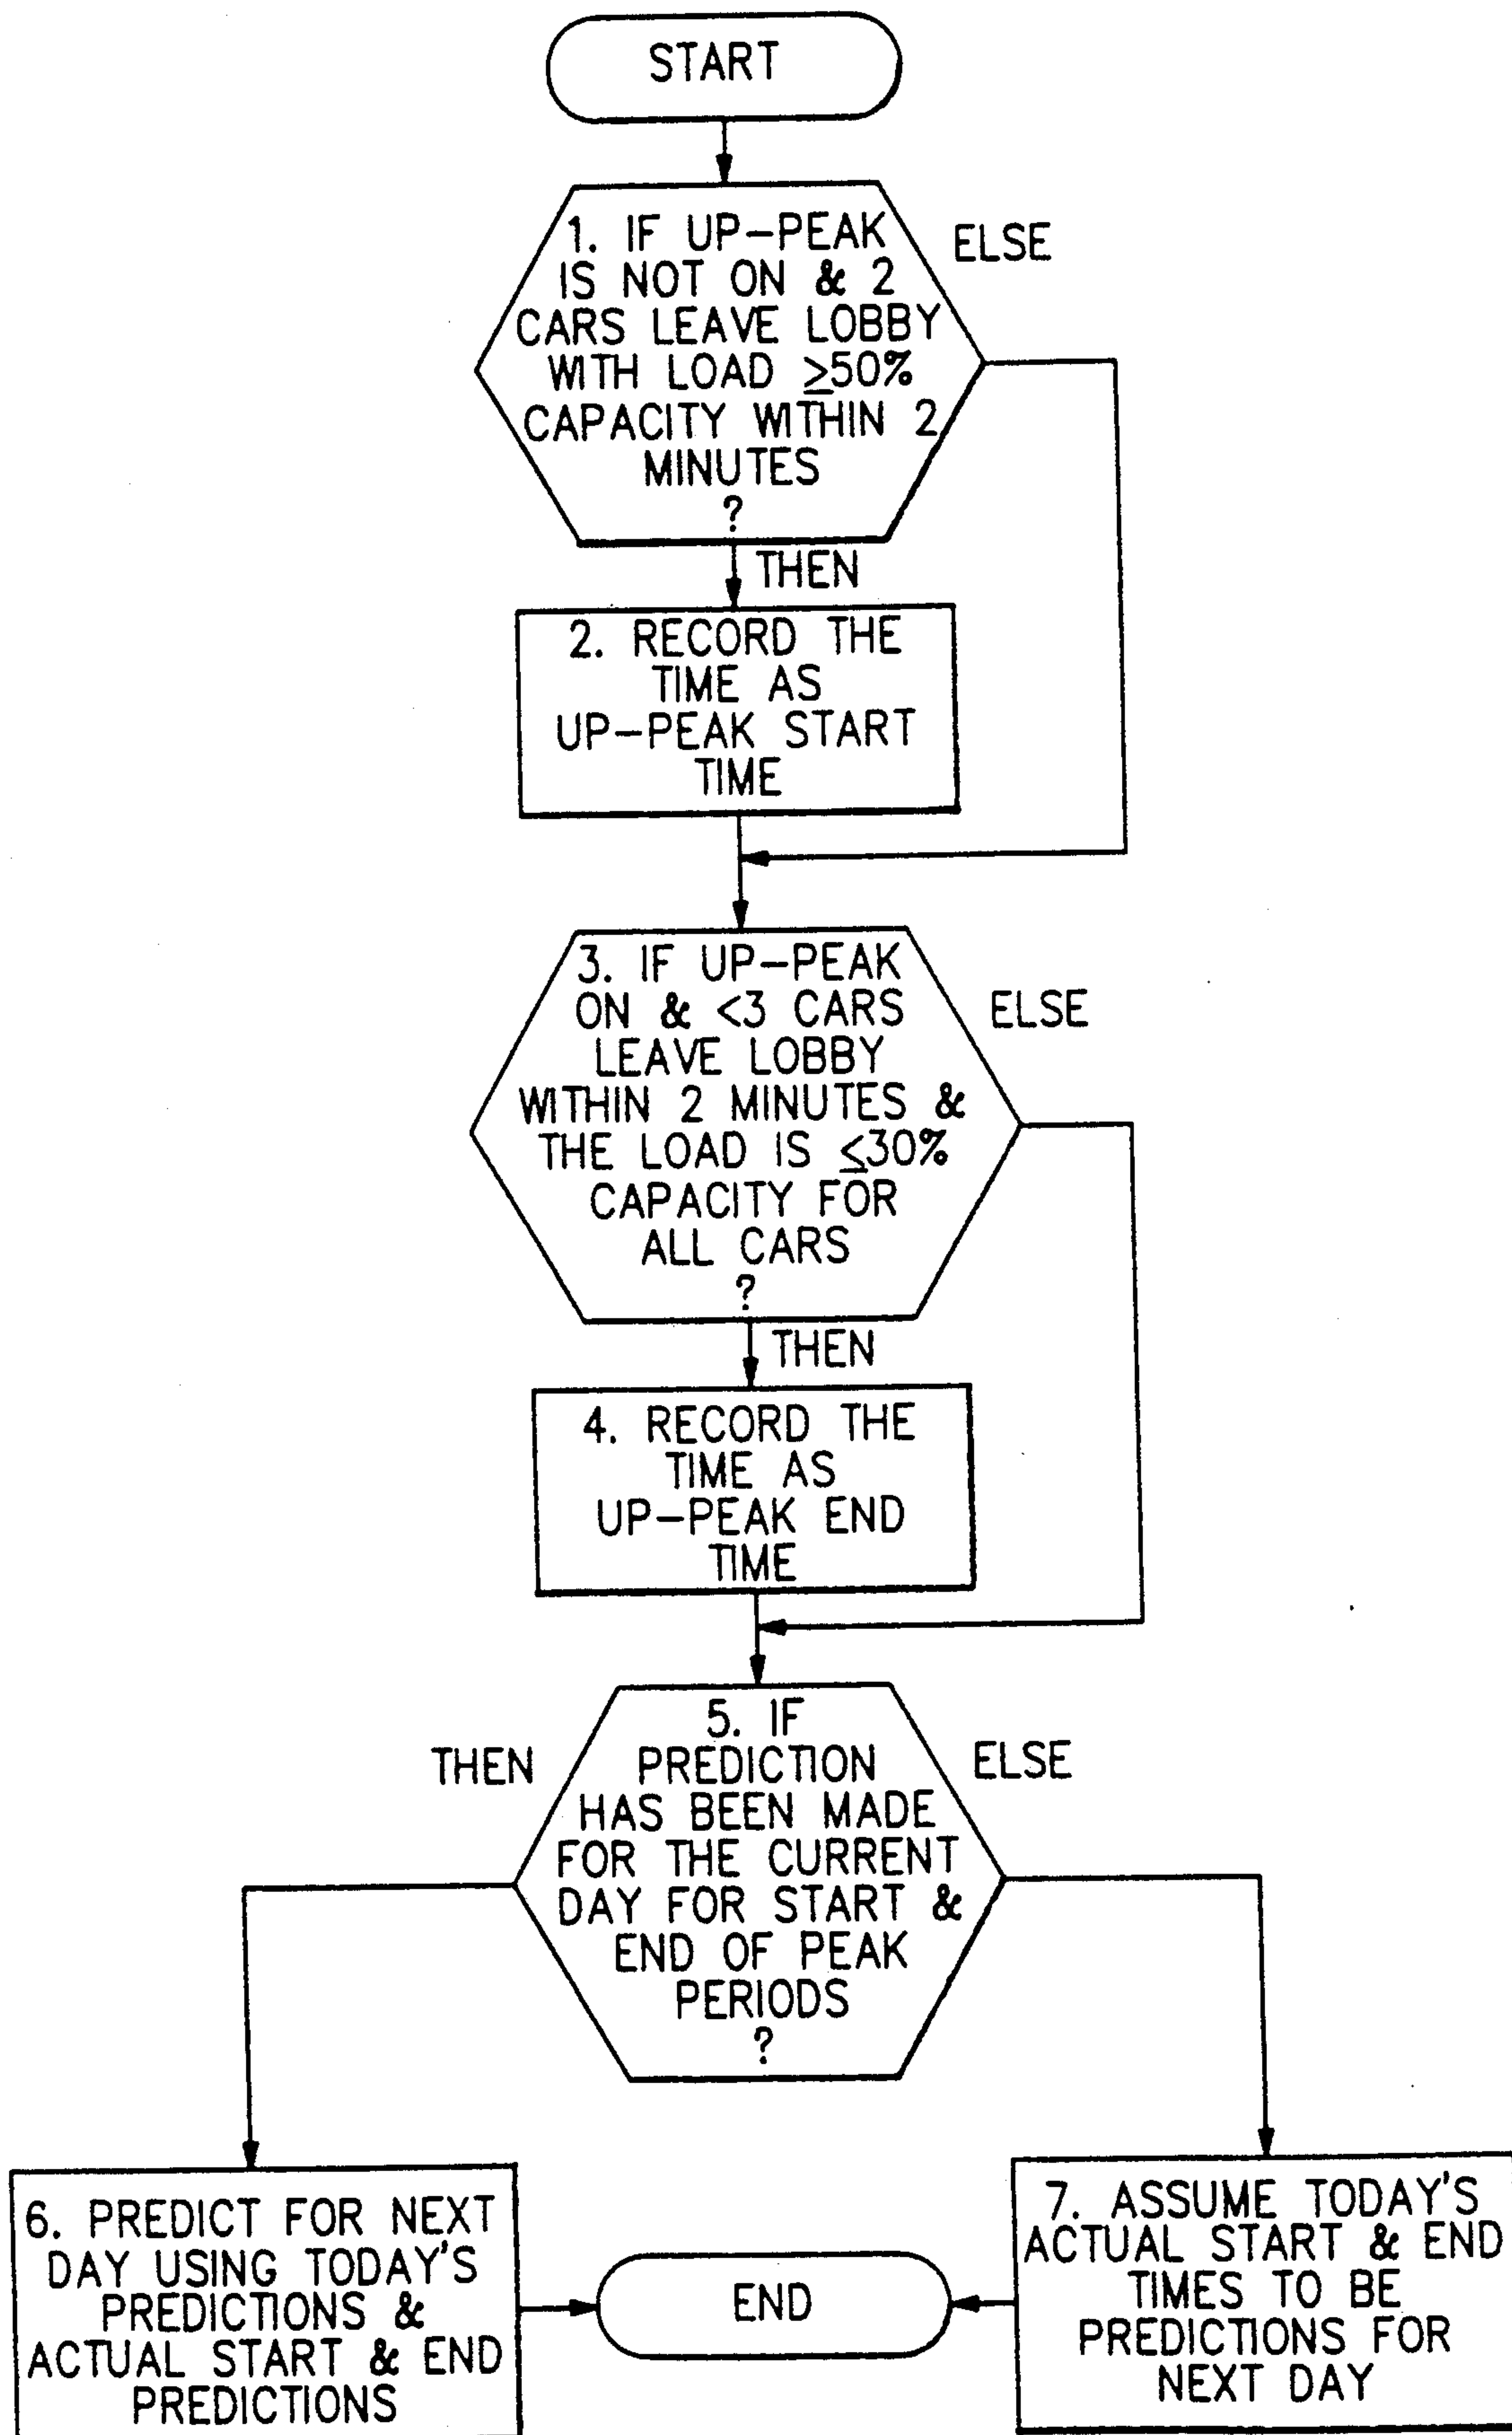 START
1. IF UP-PEAK
IS NOT ON & 2
CARS LEAVE LOBBY
WITH LOAD ≥50%
CAPACITY WITHIN 2
MINUTES
?
ELSE
THEN
2. RECORD THE
TIME AS
UP-PEAK START
TIME
3. IF UP-PEAK
ON & <3 CARS
LEAVE LOBBY
WITHIN 2 MINUTES &
THE LOAD IS ≤30%
CAPACITY FOR
ALL CARS
?
ELSE
THEN
4. RECORD THE
TIME AS
UP-PEAK END
TIME
5. IF
PREDICTION
HAS BEEN MADE
FOR THE CURRENT
DAY FOR START &
END OF PEAK
PERIODS
?
THEN
ELSE
6. PREDICT FOR NEXT
DAY USING TODAY'S
PREDICTIONS &
ACTUAL START & END
PREDICTIONS
END
7. ASSUME TODAY'S
ACTUAL START & END
TIMES TO BE
PREDICTIONS FOR
NEXT DAY